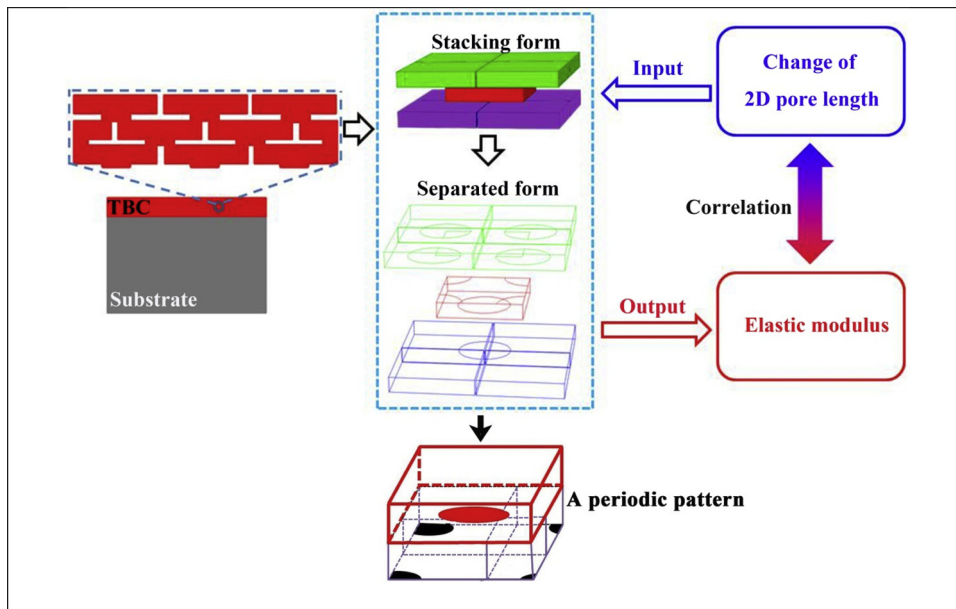 Stacking form
Input
Change of
2D pore length
TBC
Substrate
Separated form
Correlation
Output
Elastic modulus
A periodic pattern